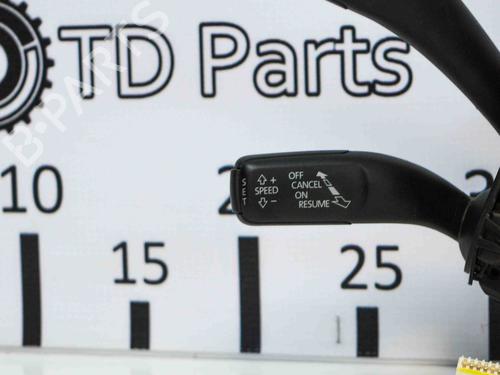 TD Parts
B-PARTS
10
2
15
25
SET
+
SPEED
-
OFF
CANCEL
ON
RESUME